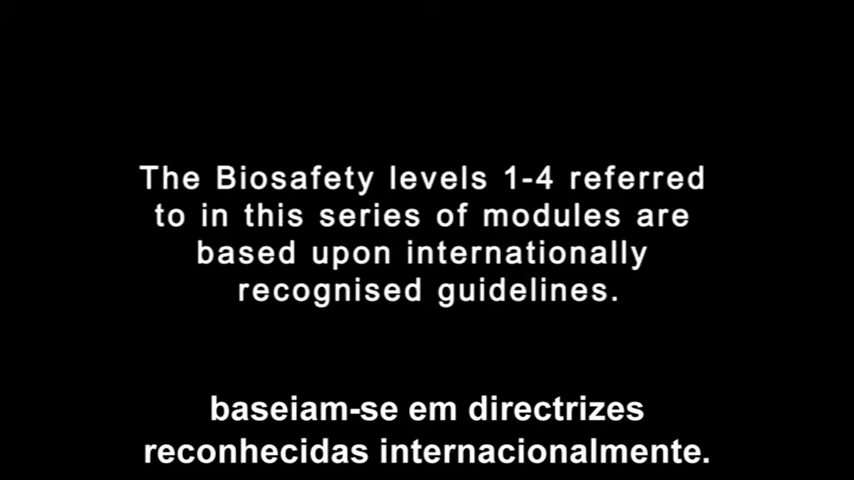 The Biosafety levels 1-4 referred
to in this series of modules are
based upon internationally
recognised guidelines.
baseiam-se em directrizes
reconhecidas internacionalmente.